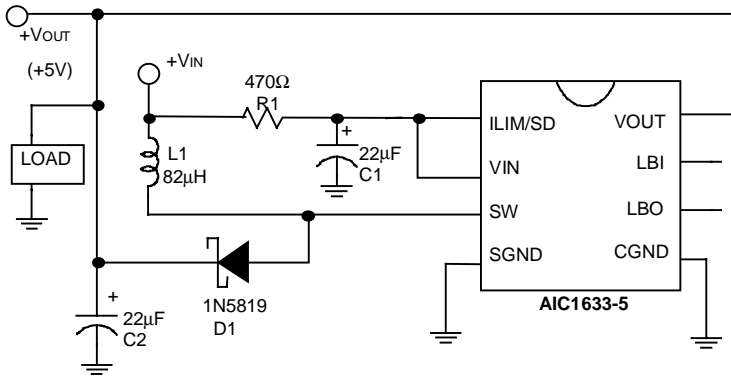 +VOUT
(+5V)
LOAD
+VIN
470Ω
R1
L1
82μH
+
22μF
C1
1N5819
D1
+
22μF
C2
ILIM/SD
VIN
SW
SGND
VOUT
LBI
LBO
CGND
AIC1633-5